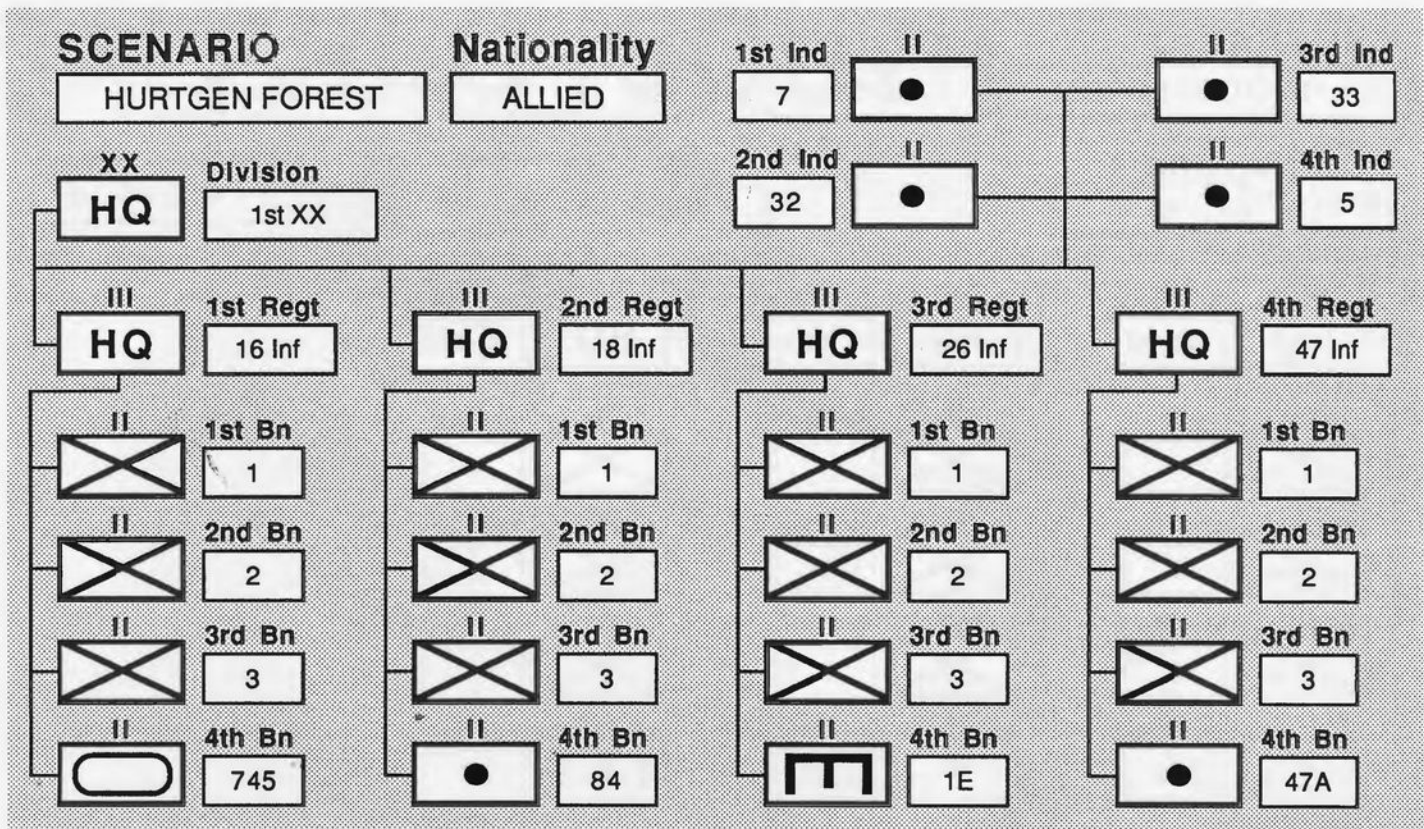 SCENARIO Nationality
HURTGEN FOREST ALLIED
1st Ind II II 3rd Ind
7 33
2nd Ind II II 4th Ind
32 5
XX Division
HQ 1st XX
III 1st Regt III 2nd Regt III 3rd Regt III 4th Regt
HQ 16 Inf HQ 18 Inf HQ 26 Inf HQ 47 Inf
II 1st Bn II 1st Bn II 1st Bn II 1st Bn
1 1 1 1
II 2nd Bn II 2nd Bn II 2nd Bn II 2nd Bn
2 2 2 2
II 3rd Bn II 3rd Bn II 3rd Bn II 3rd Bn
3 3 3 3
II 4th Bn II 4th Bn II 4th Bn II 4th Bn
745 84 1E 47A